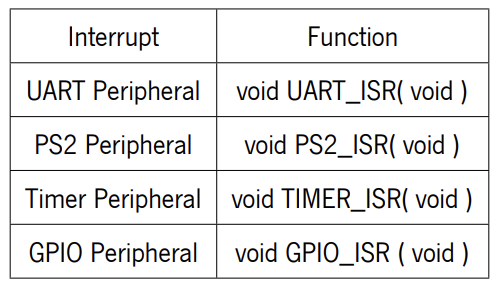 Interrupt Function
UART Peripheral void UART_ISR( void )
PS2 Peripheral void PS2_ISR( void )
Timer Peripheral void TIMER_ISR( void )
GPIO Peripheral void GPIO_ISR ( void )